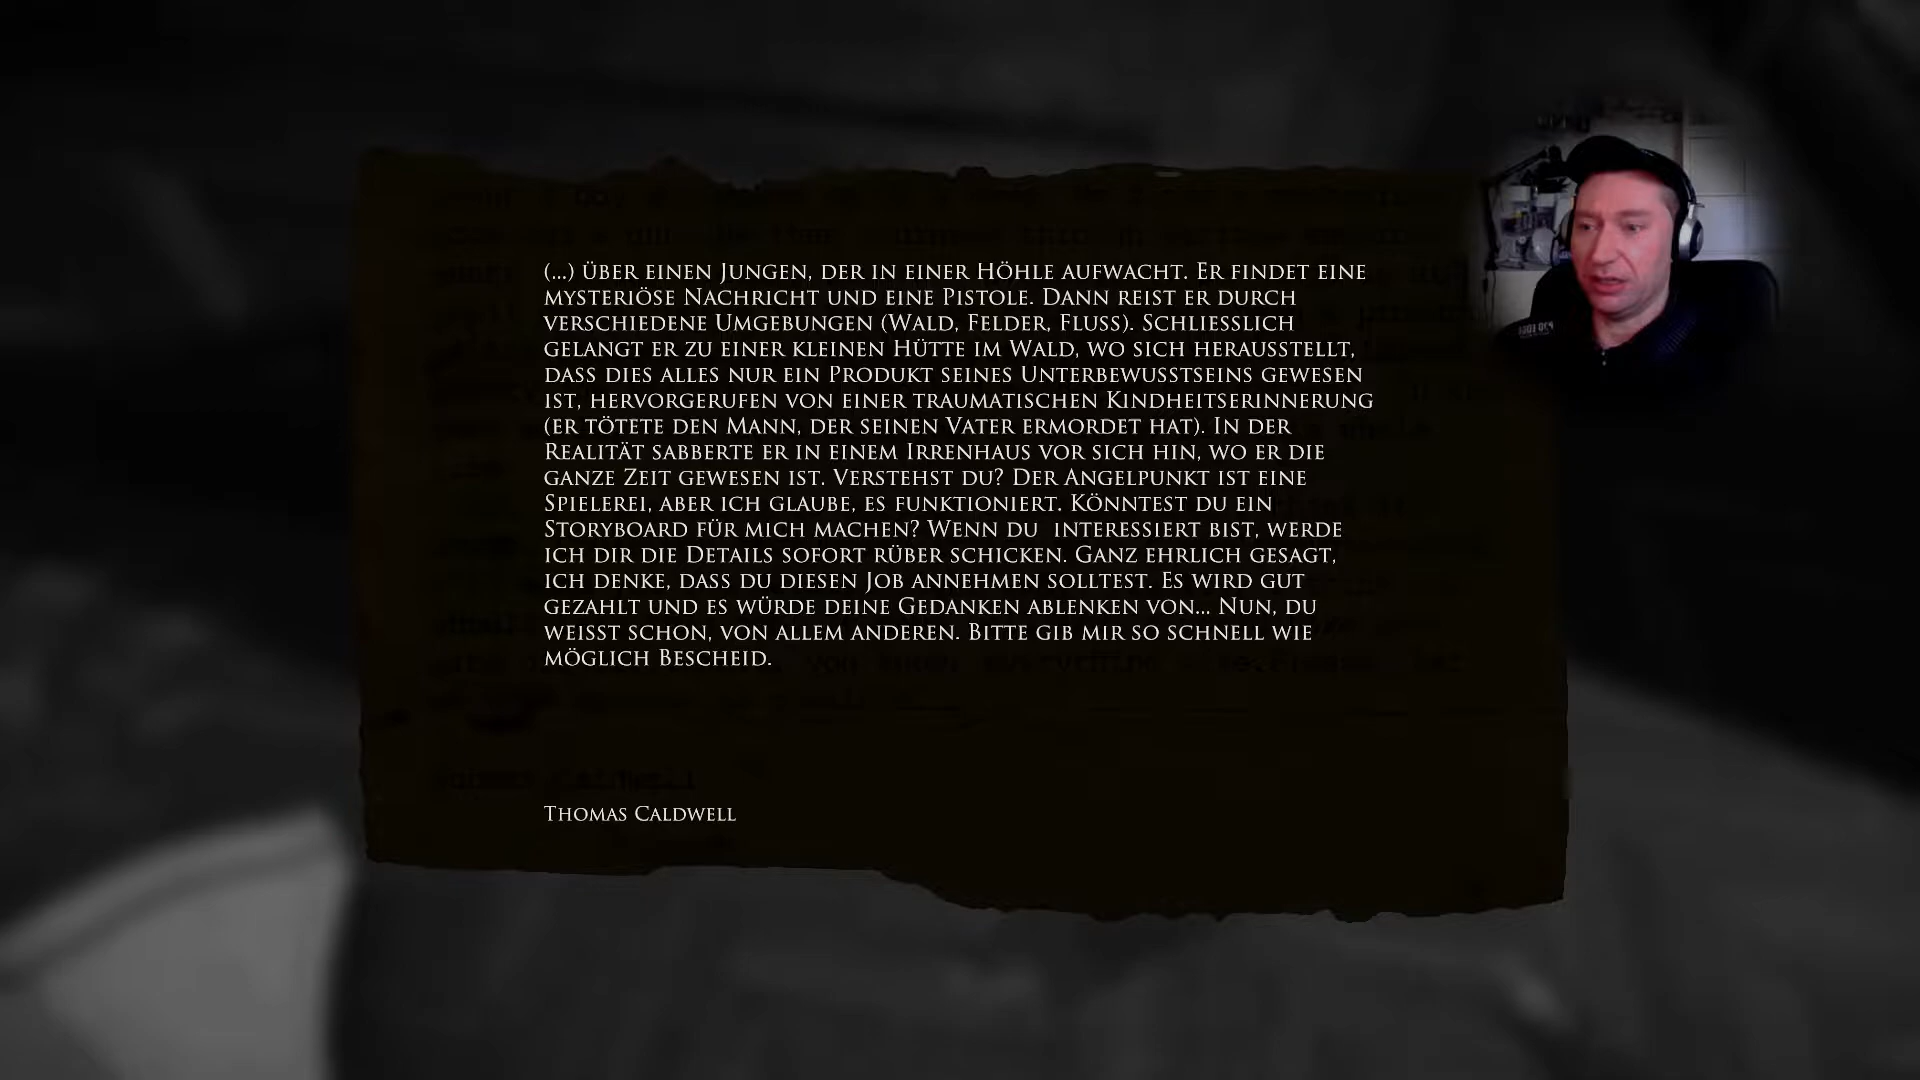 (...) über einen Jungen, der in einer Höhle aufwacht. Er findet eine
mysteriöse Nachricht und eine Pistole. Dann reist er durch
verschiedene Umgebungen (Wald, Felder, Fluss). Schliesslich
gelangt er zu einer kleinen Hütte im Wald, wo sich herausstellt,
dass dies alles nur ein Produkt seines Unterbewusstseins gewesen
ist, hervorgerufen von einer traumatischen Kindheitserinnerung
(er tötete den Mann, der seinen Vater ermordet hat). In der
Realität sabberte er in einem Irrenhaus vor sich hin, wo er die
ganze Zeit gewesen ist. Verstehst du? Der Angelpunkt ist eine
Spielerei, aber ich glaube, es funktioniert. Könntest du ein
Storyboard für mich machen? Wenn du  interessiert bist, werde
ich dir die Details sofort rüber schicken. Ganz ehrlich gesagt,
ich denke, dass du diesen Job annehmen solltest. Es wird gut
gezahlt und es würde deine Gedanken ablenken von... Nun, du
weisst schon, von allem anderen. Bitte gib mir so schnell wie
möglich Bescheid.
Thomas Caldwell